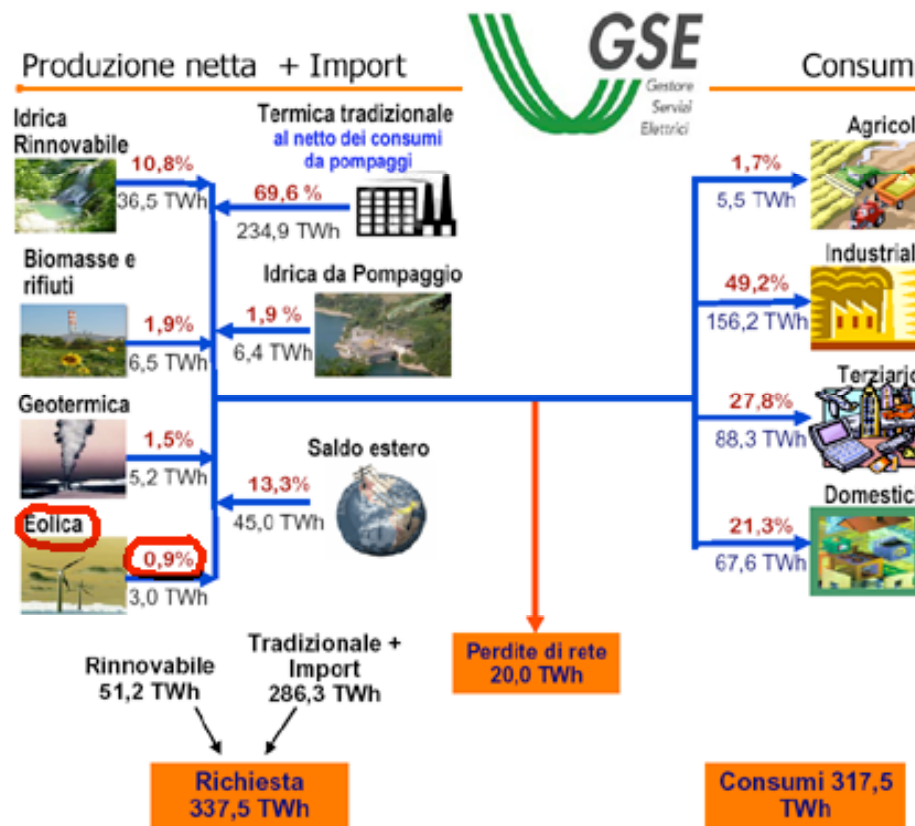 Produzione netta + Import
GSE
Gestore
Servizi
Elettrici
Consum
Idrica
Rinnovabile
10,8%
36,5 TWh
Termica tradizionale
al netto dei consumi
da pompaggi
69,6 %
234,9 TWh
Biomasse e
rifiuti
1,9%
6,5 TWh
Idrica da Pompaggio
1,9 %
6,4 TWh
Geotermica
1,5%
5,2 TWh
Saldo estero
13,3%
45,0 TWh
Eolica
0,9%
3,0 TWh
Agricol
1,7%
5,5 TWh
Industrial
49,2%
156,2 TWh
Terziario
27,8%
88,3 TWh
Domestic
21,3%
67,6 TWh
Rinnovabile
51,2 TWh
Tradizionale +
Import
286,3 TWh
Perdite di rete
20,0 TWh
Richiesta
337,5 TWh
Consumi 317,5
TWh